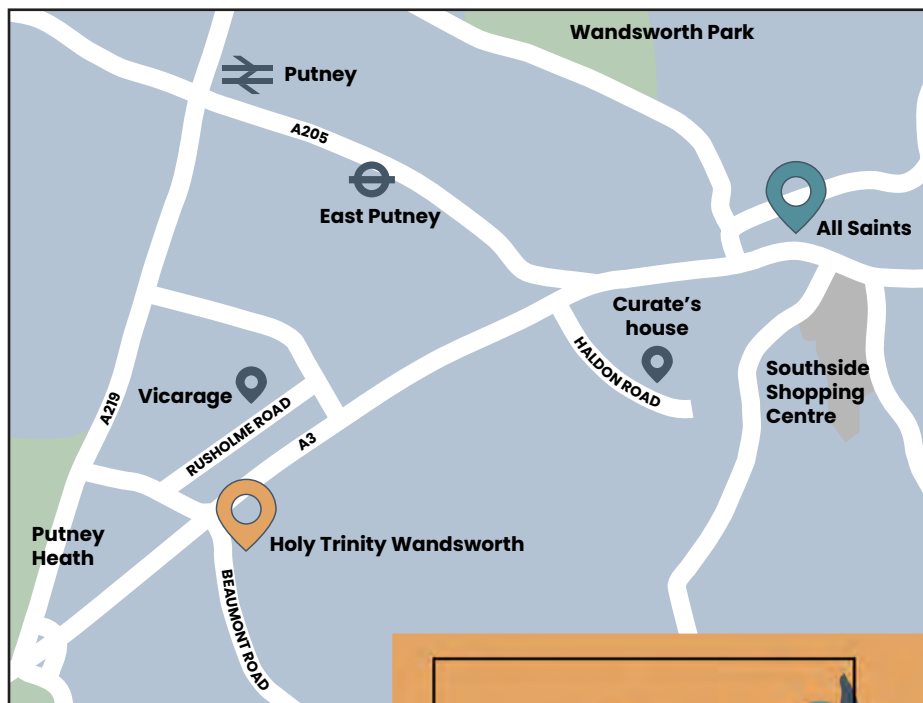 Wandsworth Park
Putney
A205
East Putney
All Saints
Curate’s
house
HALDON ROAD
Southside
Shopping
Centre
Vicarage
RUSHOLME ROAD
A219
A3
Putney
Heath
Holy Trinity Wandsworth
BEAUMONT ROAD